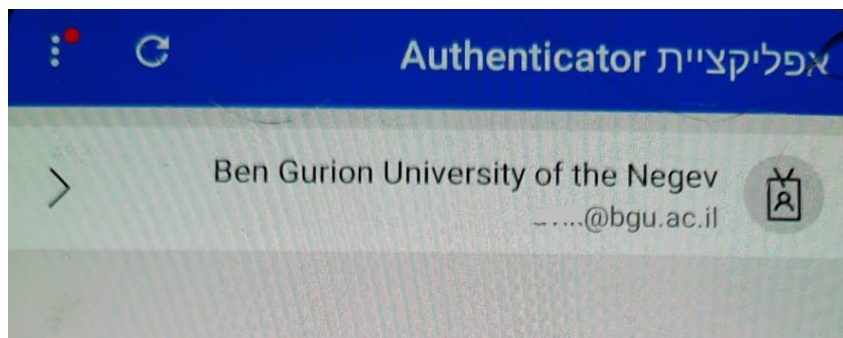 אפליקציית Authenticator
Ben Gurion University of the Negev
@bgu.ac.il